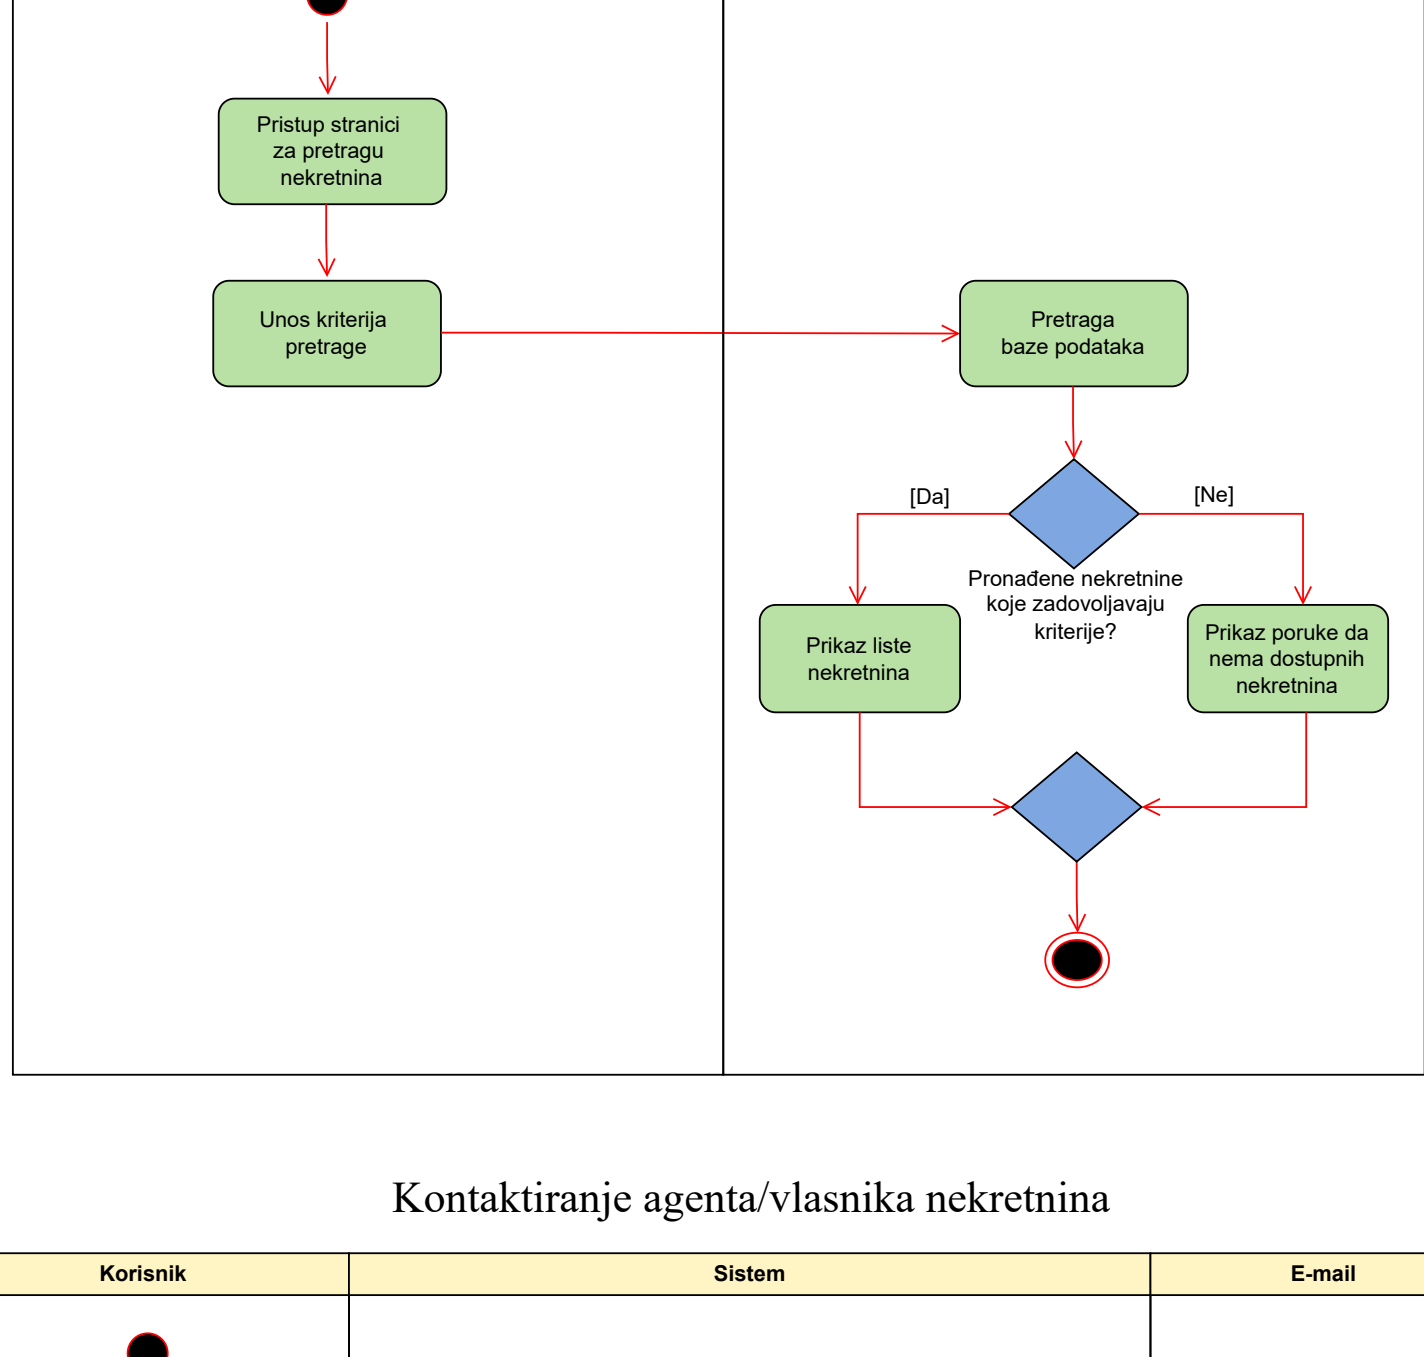 Pristup stranici
za pretragu
nekretnina
Unos kriterija
pretrage
Pretraga
baze podataka
[Da]
[Ne]
Pronađene nekretnine
koje zadovoljavaju
kriterije?
Prikaz liste
nekretnina
Prikaz poruke da
nema dostupnih
nekretnina
Kontaktiranje agenta/vlasnika nekretnina
Korisnik
Sistem
E-mail